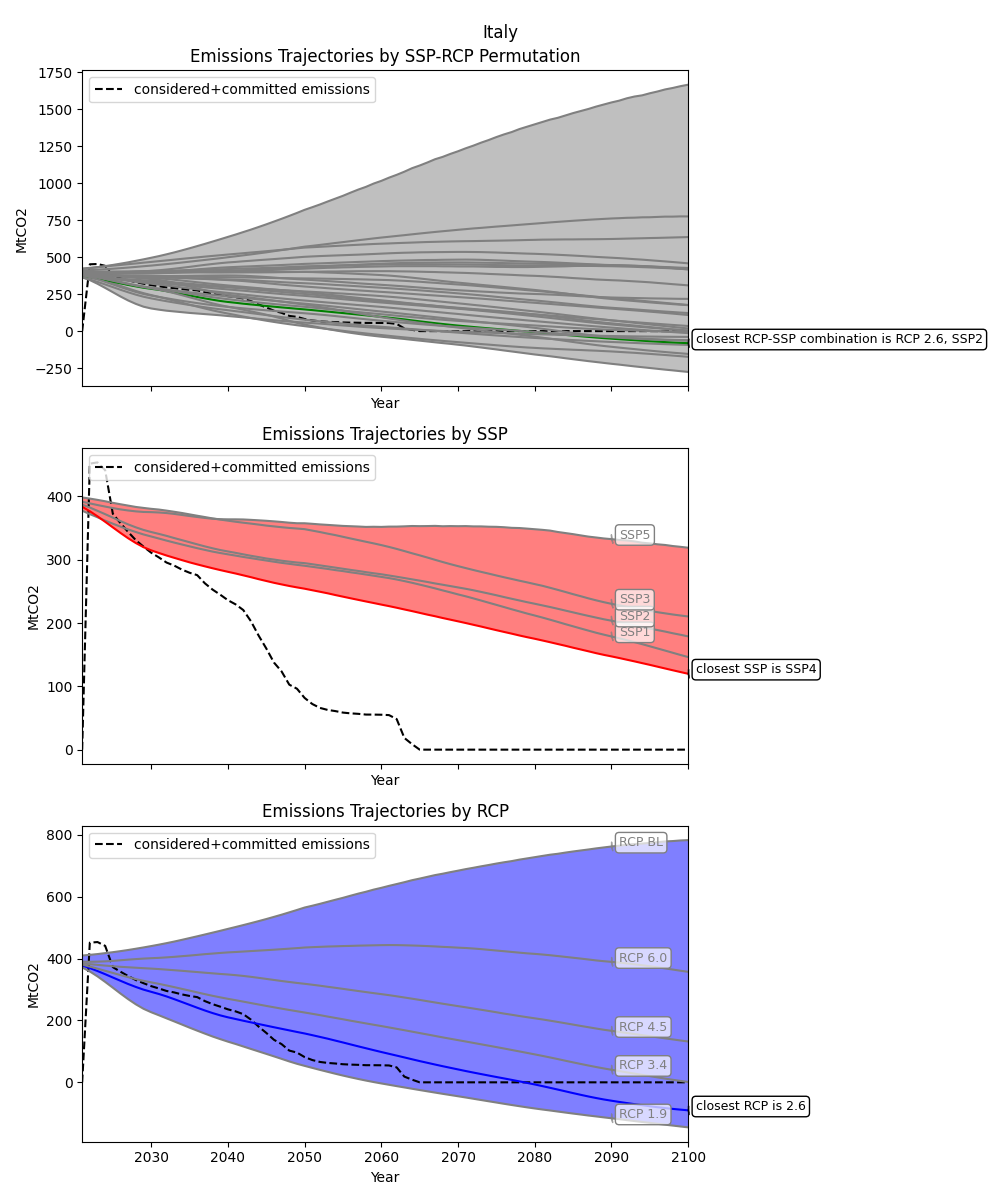 Italy
Emissions Trajectories by SSP-RCP Permutation
considered+committed emissions
1750
1500
1250
1000
750
500
250
0
−250
MtCO2
closest RCP-SSP combination is RCP 2.6, SSP2
Year
Emissions Trajectories by SSP
considered+committed emissions
400
300
200
100
0
MtCO2
SSP5
SSP3
SSP2
SSP1
closest SSP is SSP4
Year
Emissions Trajectories by RCP
considered+committed emissions
800
600
400
200
0
MtCO2
RCP BL
RCP 6.0
RCP 4.5
RCP 3.4
closest RCP is 2.6
RCP 1.9
2030 2040 2050 2060 2070 2080 2090 2100
Year